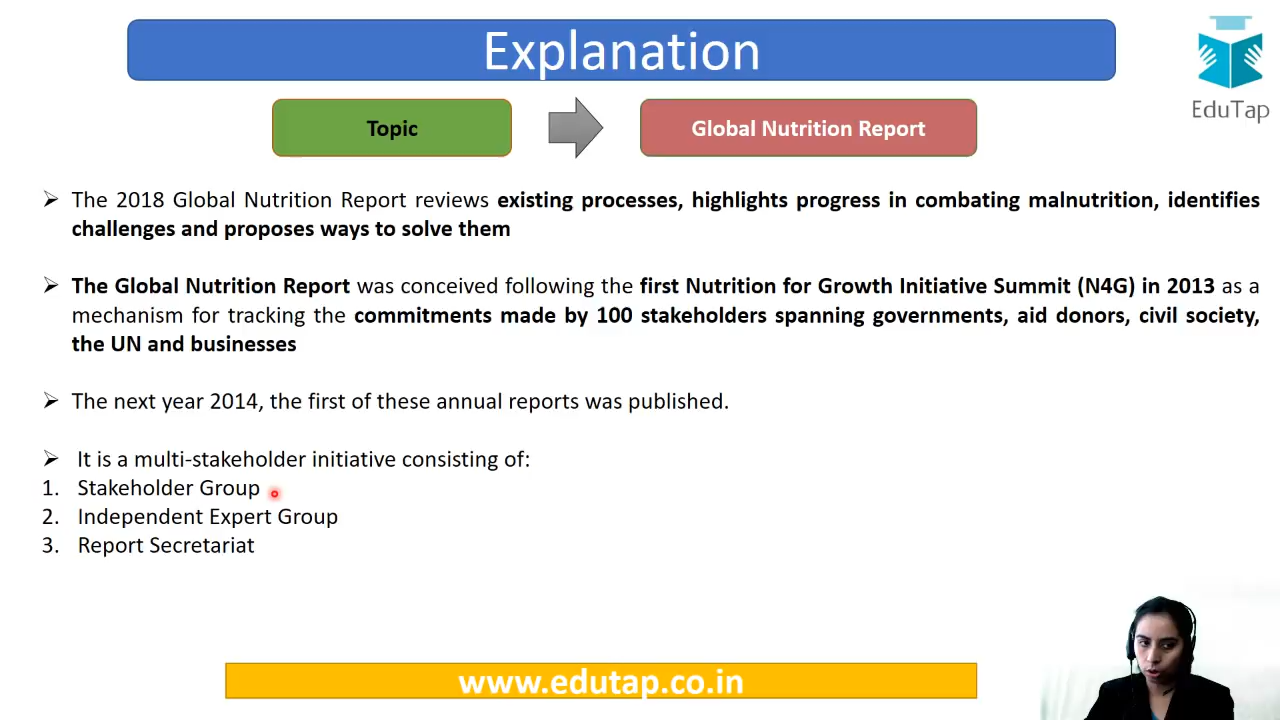 Explanation
EduTap
Topic
Global Nutrition Report
The 2018 Global Nutrition Report reviews existing processes, highlights progress in combating malnutrition, identifies
challenges and proposes ways to solve them
The Global Nutrition Report was conceived following the first Nutrition for Growth Initiative Summit (N4G) in 2013 as a
mechanism for tracking the commitments made by 100 stakeholders spanning governments, aid donors, civil society,
the UN and businesses
The next year 2014, the first of these annual reports was published.
It is a multi-stakeholder initiative consisting of:
1. Stakeholder Group
2. Independent Expert Group
3. Report Secretariat
www.edutap.co.in